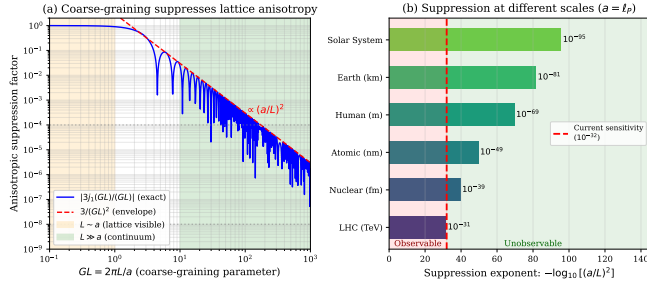 (a) Coarse-graining suppresses lattice anisotropy
Anisotropic suppression factor
10^0
10^-1
10^-2
10^-3
10^-4
10^-5
10^-6
10^-7
10^-8
10^-9
∝ (a/L)^2
|3j_1(GL)/(GL)| (exact)
3/(GL)^2 (envelope)
L ~ a (lattice visible)
L ≫ a (continuum)
10^-1
10^0
10^1
10^2
10^3
GL = 2πL/a (coarse-graining parameter)
(b) Suppression at different scales (a = ℓ_P)
Solar System
10^-95
Earth (km)
10^-81
Human (m)
10^-69
Atomic (nm)
10^-49
Nuclear (fm)
10^-39
LHC (TeV)
10^-31
Current sensitivity
(10^-32)
Observable
Unobservable
0
20
40
60
80
100
120
140
Suppression exponent: −log_10 [(a/L)^2]